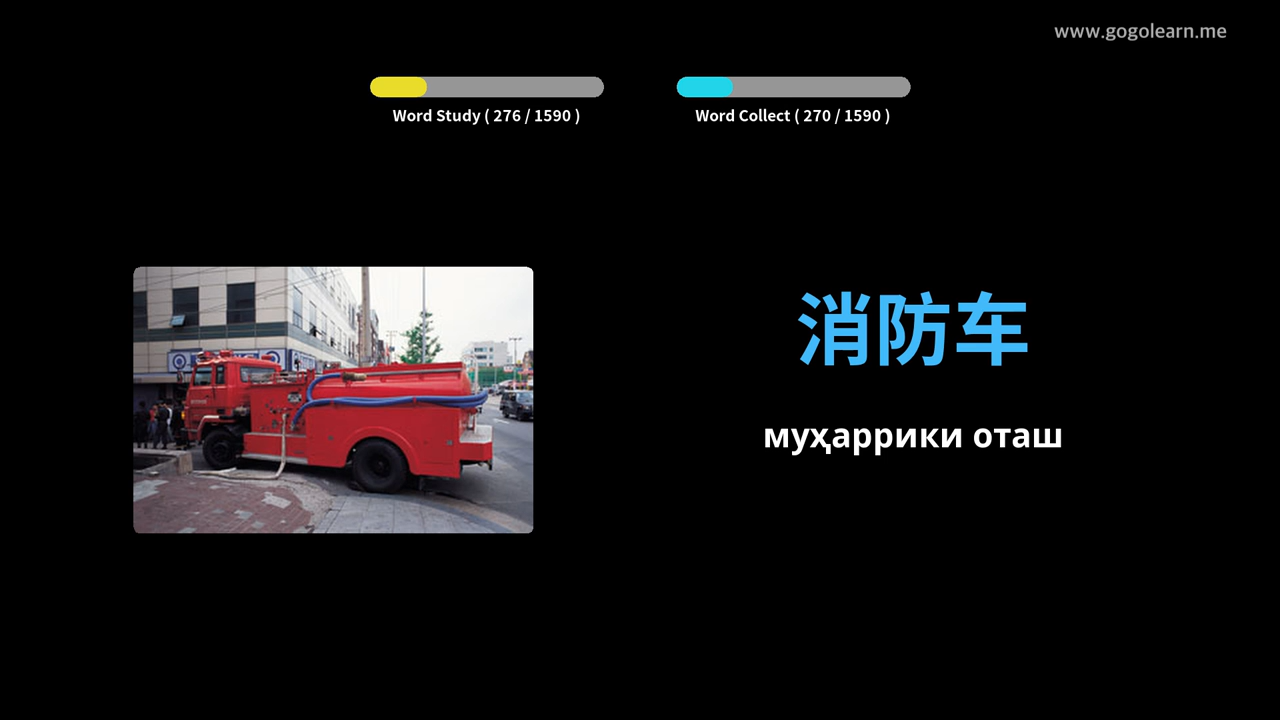 www.gogolearn.me
Word Study ( 276 / 1590 )
Word Collect ( 270 / 1590 )
消防车
муҳаррики оташ